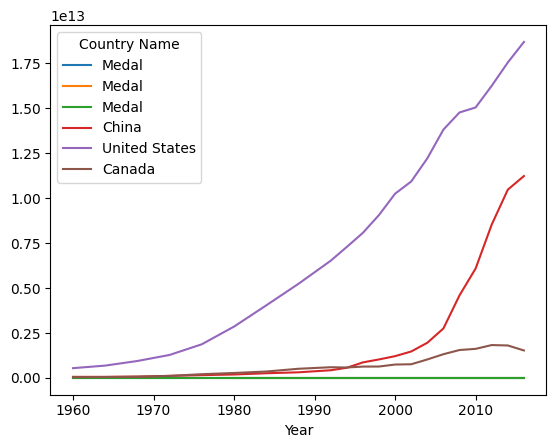 1e13
Country Name
Medal
Medal
Medal
China
United States
Canada
1.75
1.50
1.25
1.00
0.75
0.50
0.25
0.00
1960 1970 1980 1990 2000 2010
Year